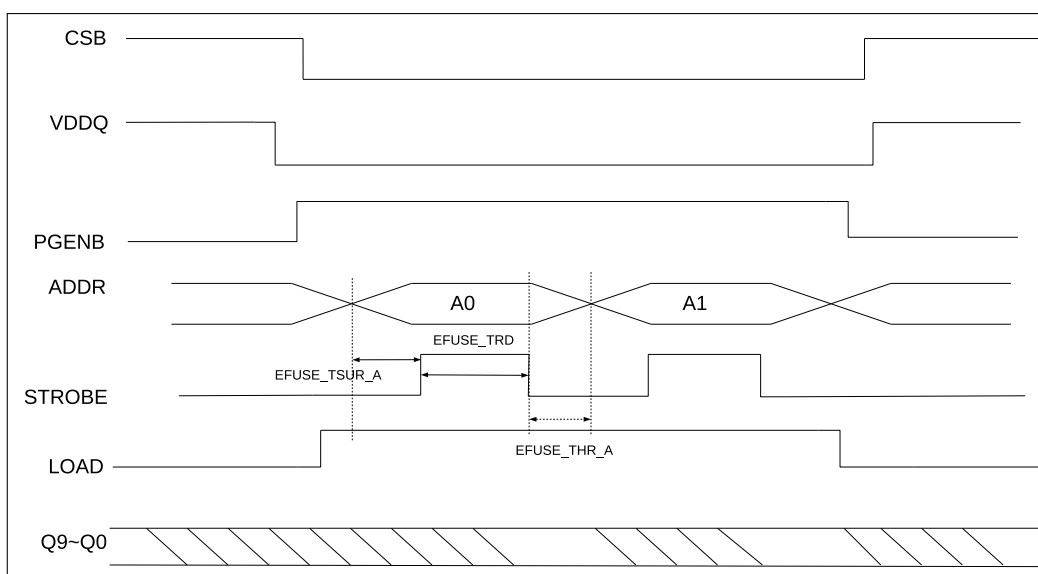 CSB
VDDQ
PGENB
ADDR
A0
A1
EFUSE_TRD
EFUSE_TSUR_A
STROBE
EFUSE_THR_A
LOAD
Q9~Q0